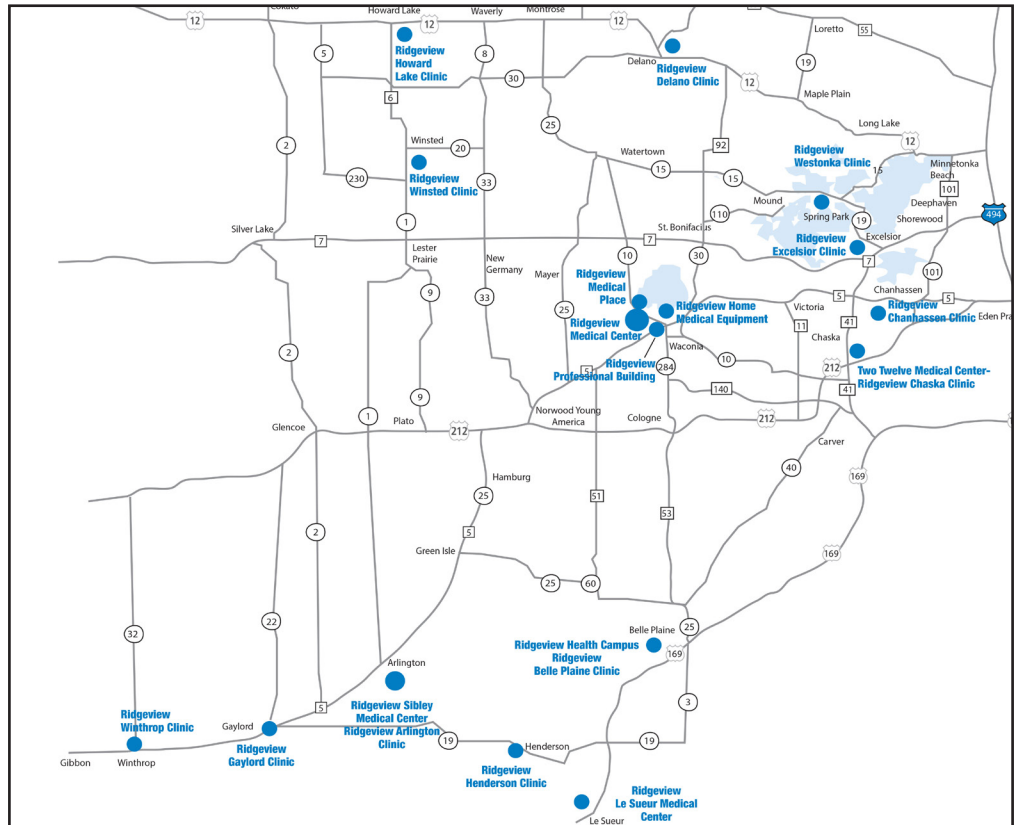 Cokato
Howard Lake
Waverly
Montrose
12
12
12
12
Loretto
55
Ridgeview
Howard
Lake Clinic
5
8
Delano
Ridgeview
Delano Clinic
19
30
12
Maple Plain
6
25
Long Lake
12
2
Winsted
20
92
Watertown
15
15
Ridgeview
Westonka Clinic
15
Minnetonka
Beach
101
230
Ridgeview
Winsted Clinic
33
Mound
Spring Park
Deephaven
Shorewood
494
1
110
19
Silver Lake
7
St. Bonifacius
7
Excelsior
Ridgeview
Excelsior Clinic
7
Lester
Prairie
New
Germany
Mayer
10
30
101
Ridgeview
Medical
Place
Chanhassen
9
33
25
Ridgeview Home
Medical Equipment
Victoria
5
5
Ridgeview
Chanhassen Clinic
Eden Pra
Ridgeview
Medical Center
11
41
Chaska
2
Waconia
10
212
Ridgeview
Professional Building
5
284
Two Twelve Medical Center-
Ridgeview Chaska Clinic
140
41
9
1
Plato
Norwood Young
America
Cologne
212
Glencoe
212
Carver
40
169
Hamburg
25
51
53
2
5
Green Isle
169
25
60
22
32
25
Belle Plaine
Ridgeview Health Campus
Ridgeview
Belle Plaine Clinic
169
Arlington
3
Ridgeview Sibley
Medical Center
Ridgeview Arlington
Clinic
5
Ridgeview
Winthrop Clinic
Gaylord
19
Henderson
19
Gibbon
Winthrop
Ridgeview
Gaylord Clinic
Ridgeview
Henderson Clinic
Ridgeview
Le Sueur Medical
Center
Le Sueur